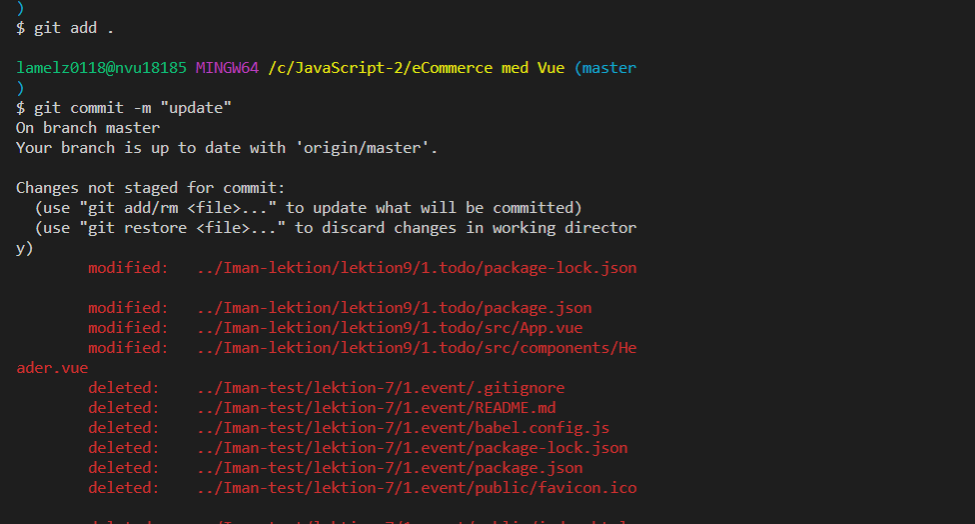 )
$ git add .
lamelz0118@nvu18185 MINGW64 /c/JavaScript-2/eCommerce med Vue (master
)
$ git commit -m "update"
On branch master
Your branch is up to date with 'origin/master'.
Changes not staged for commit:
(use "git add/rm <file>..." to update what will be committed)
(use "git restore <file>..." to discard changes in working director
y)
modified: ../Iman-lektion/lektion9/1.todo/package-lock.json
modified: ../Iman-lektion/lektion9/1.todo/package.json
modified: ../Iman-lektion/lektion9/1.todo/src/App.vue
modified: ../Iman-lektion/lektion9/1.todo/src/components/He
ader.vue
deleted: ../Iman-test/lektion-7/1.event/.gitignore
deleted: ../Iman-test/lektion-7/1.event/README.md
deleted: ../Iman-test/lektion-7/1.event/babel.config.js
deleted: ../Iman-test/lektion-7/1.event/package-lock.json
deleted: ../Iman-test/lektion-7/1.event/package.json
deleted: ../Iman-test/lektion-7/1.event/public/favicon.ico